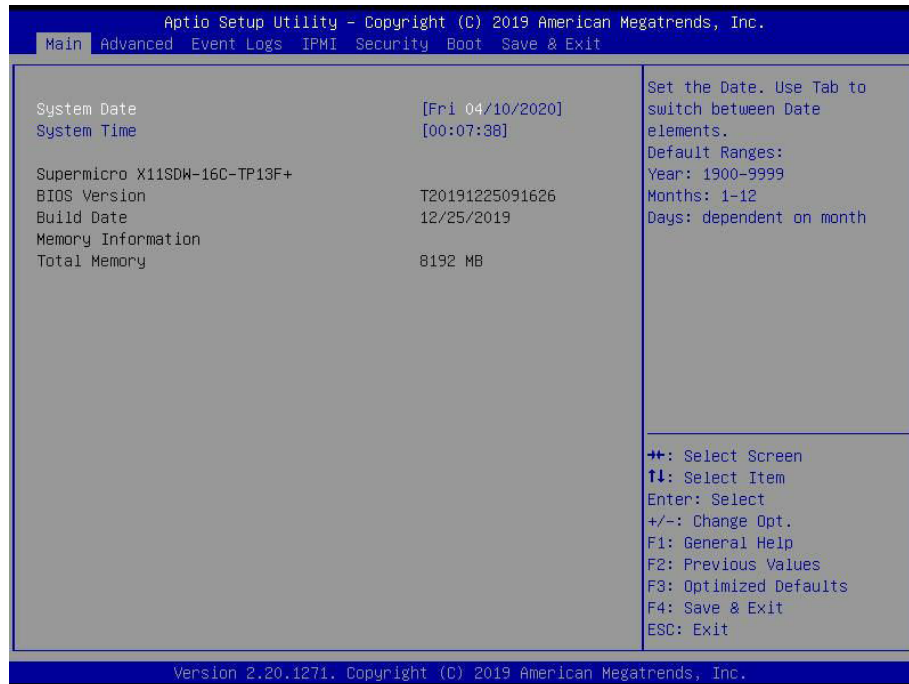 Aptio Setup Utility – Copyright (C) 2019 American Megatrends, Inc.
Main Advanced Event Logs IPMI Security Boot Save & Exit
System Date [Fri 04/10/2020]
System Time [00:07:38]
Supermicro X11SDW-16C-TP13F+
BIOS Version T20191225091626
Build Date 12/25/2019
Memory Information
Total Memory 8192 MB
Set the Date. Use Tab to
switch between Date
elements.
Default Ranges:
Year: 1900-9999
Months: 1-12
Days: dependent on month
→←: Select Screen
↑↓: Select Item
Enter: Select
+/-: Change Opt.
F1: General Help
F2: Previous Values
F3: Optimized Defaults
F4: Save & Exit
ESC: Exit
Version 2.20.1271. Copyright (C) 2019 American Megatrends, Inc.